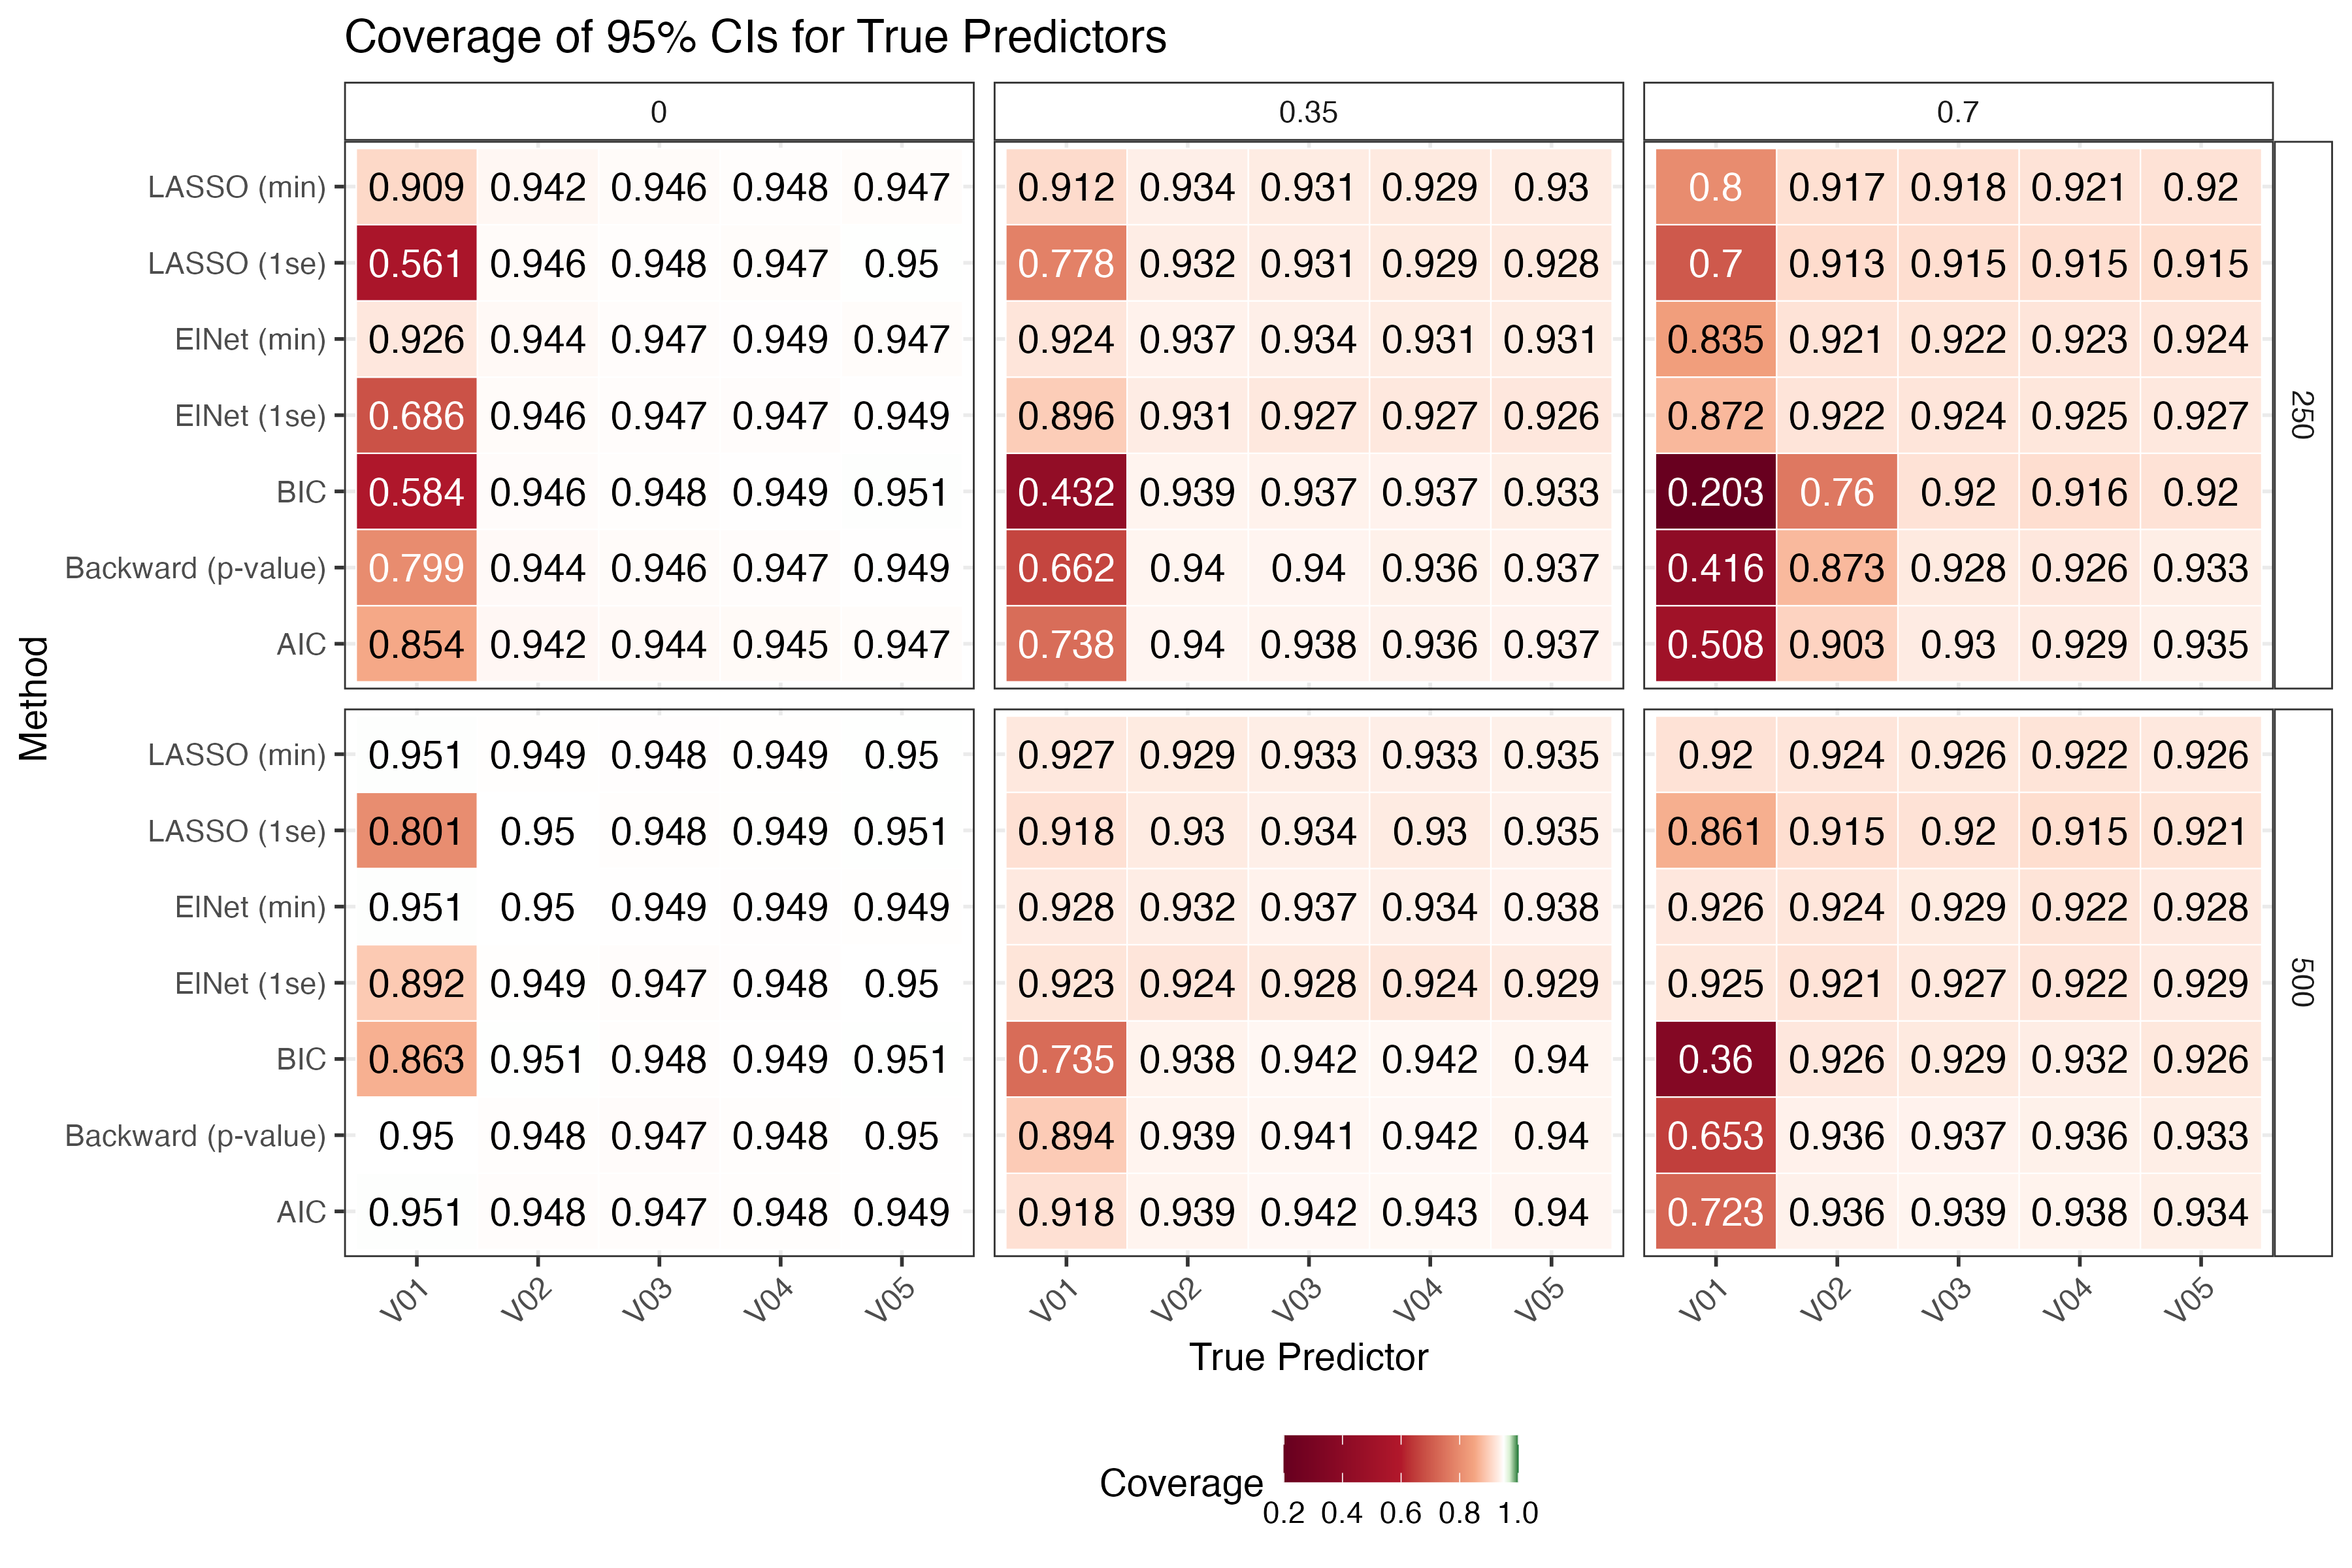 Coverage of 95% CIs for True Predictors
0 0.35 0.7
LASSO (min) 0.909 0.942 0.946 0.948 0.947 0.912 0.934 0.931 0.929 0.93 0.8 0.917 0.918 0.921 0.92
LASSO (1se) 0.561 0.946 0.948 0.947 0.95 0.778 0.932 0.931 0.929 0.928 0.7 0.913 0.915 0.915 0.915
ElNet (min) 0.926 0.944 0.947 0.949 0.947 0.924 0.937 0.934 0.931 0.931 0.835 0.921 0.922 0.923 0.924
ElNet (1se) 0.686 0.946 0.947 0.947 0.949 0.896 0.931 0.927 0.927 0.926 0.872 0.922 0.924 0.925 0.927
250
BIC 0.584 0.946 0.948 0.949 0.951 0.432 0.939 0.937 0.937 0.933 0.203 0.76 0.92 0.916 0.92
Backward (p-value) 0.799 0.944 0.946 0.947 0.949 0.662 0.94 0.94 0.936 0.937 0.416 0.873 0.928 0.926 0.933
AIC 0.854 0.942 0.944 0.945 0.947 0.738 0.94 0.938 0.936 0.937 0.508 0.903 0.93 0.929 0.935
Method
LASSO (min) 0.951 0.949 0.948 0.949 0.95 0.927 0.929 0.933 0.933 0.935 0.92 0.924 0.926 0.922 0.926
LASSO (1se) 0.801 0.95 0.948 0.949 0.951 0.918 0.93 0.934 0.93 0.935 0.861 0.915 0.92 0.915 0.921
ElNet (min) 0.951 0.95 0.949 0.949 0.949 0.928 0.932 0.937 0.934 0.938 0.926 0.924 0.929 0.922 0.928
ElNet (1se) 0.892 0.949 0.947 0.948 0.95 0.923 0.924 0.928 0.924 0.929 0.925 0.921 0.927 0.922 0.929
500
BIC 0.863 0.951 0.948 0.949 0.951 0.735 0.938 0.942 0.942 0.94 0.36 0.926 0.929 0.932 0.926
Backward (p-value) 0.95 0.948 0.947 0.948 0.95 0.894 0.939 0.941 0.942 0.94 0.653 0.936 0.937 0.936 0.933
AIC 0.951 0.948 0.947 0.948 0.949 0.918 0.939 0.942 0.943 0.94 0.723 0.936 0.939 0.938 0.934
V01 V02 V03 V04 V05 V01 V02 V03 V04 V05 V01 V02 V03 V04 V05
True Predictor
Coverage
0.2 0.4 0.6 0.8 1.0